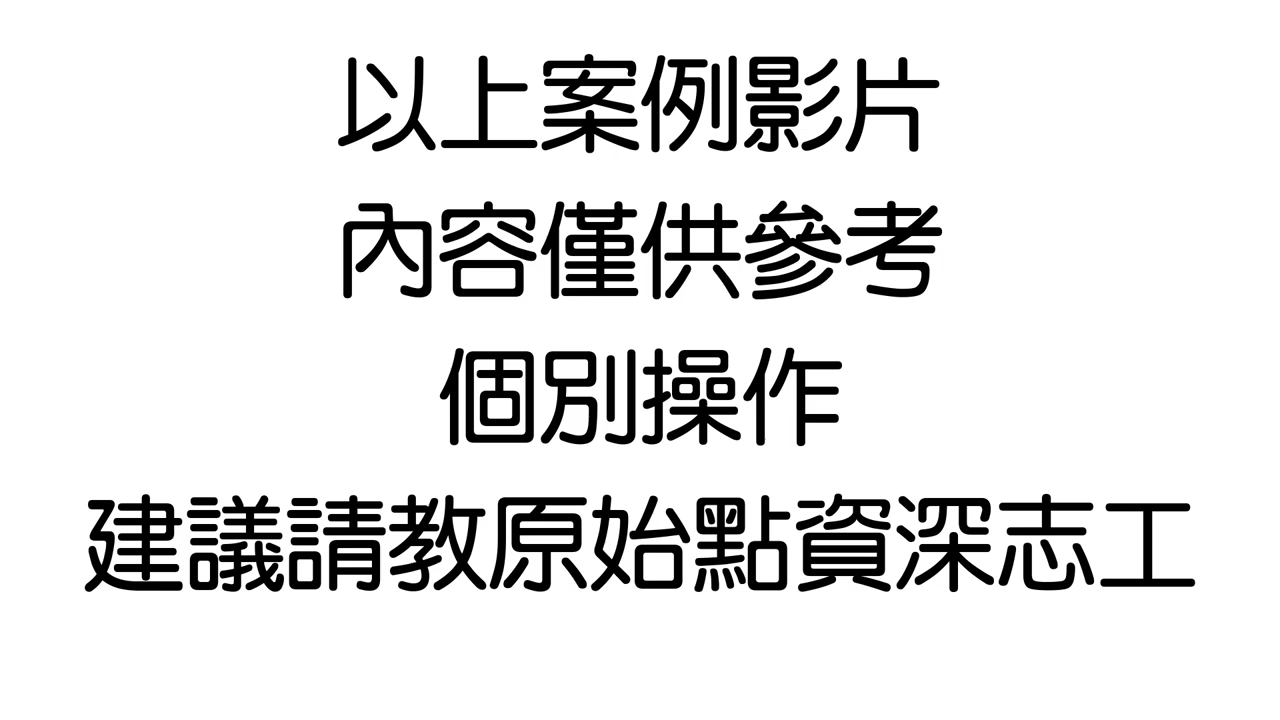 以上案例影片
內容僅供參考
個別操作
建議請教原始點資深志工